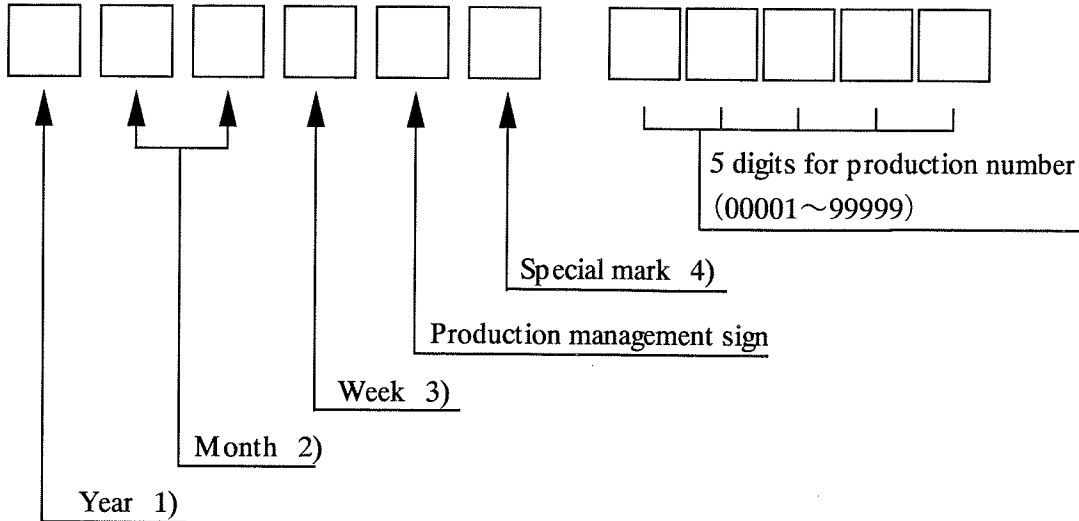 5 digits for production number
(00001～99999)
Special mark 4)
Production management sign
Week 3)
Month 2)
Year 1)